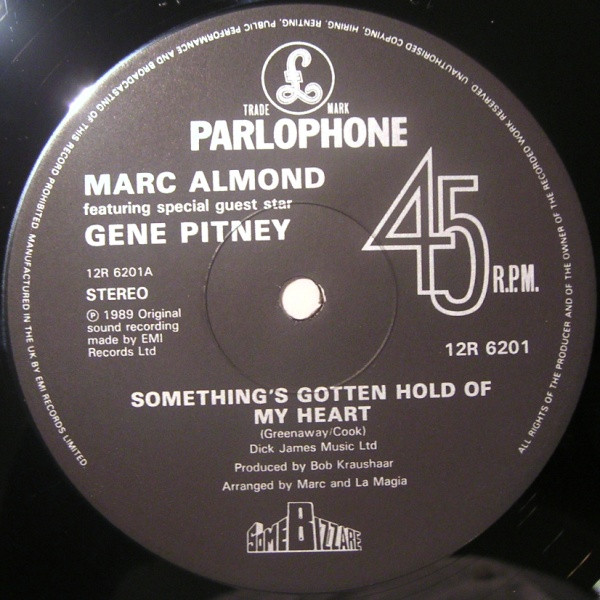 UNAUTHORISED COPYING, HIRING, RENTING, PUBLIC PERFORMANCE AND BROADCASTING OF THIS RECORD PROHIBITED. MANUFACTURED IN THE UK BY EMI RECORDS LIMITED.
ALL RIGHTS OF THE PRODUCER AND OF THE OWNER OF THE RECORDED WORK RESERVED
£
TRADE MARK
PARLOPHONE
MARC ALMOND
featuring special guest star
GENE PITNEY
45 R.P.M.
12R 6201A
STEREO
℗ 1989 Original
sound recording
made by EMI
Records Ltd
12R 6201
SOMETHING'S GOTTEN HOLD OF
MY HEART
(Greenaway/Cook)
Dick James Music Ltd
Produced by Bob Kraushaar
Arranged by Marc and La Magia
SOME BIZZARE